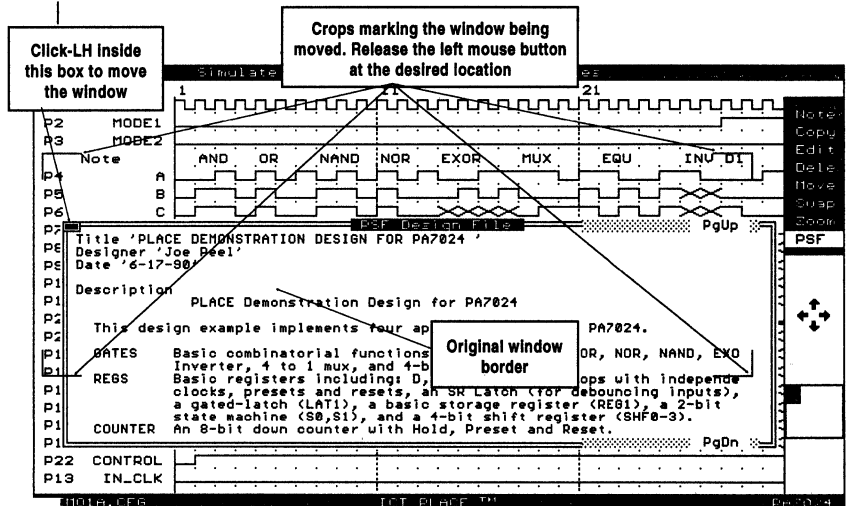 Click-LH inside
this box to move
the window
Crops marking the window being
moved. Release the left mouse button
at the desired location
Simulate
es
1 11 21
P2 MODE1
P3 MODE2
Note AND OR NAND NOR EXOR MUX EQU INV D1
P4 A
P5 B
P6 C
Note
Copy
Edit
Dele
Move
Swap
Zoom
PSF
PSF Design File
PgUp
Title 'PLACE DEMONSTRATION DESIGN FOR PA7024 '
Designer 'Joe Peel'
Date '6-17-90'
Description
PLACE Demonstration Design for PA7024
This design example implements four ap PA7024.
Original window
border
GATES Basic combinatorial functions OR, NOR, NAND, EXO
Inverter, 4 to 1 mux, and 4-b
REGS Basic registers including: D, ops with independe
clocks, presets and resets, an SR Latch (for debouncing inputs),
a gated-latch (LAT1), a basic storage register (REG1), a 2-bit
state machine (S0,S1), and a 4-bit shift register (SHF0-3).
COUNTER An 8-bit down counter with Hold, Preset and Reset.
PgDn
P22 CONTROL
P13 IN_CLK
ICT PLACE TM
PA7024